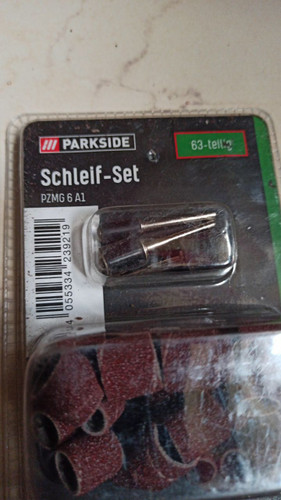 PARKSIDE
63-teilig
Schleif-Set
PZMG 6 A1
4 055334 239219